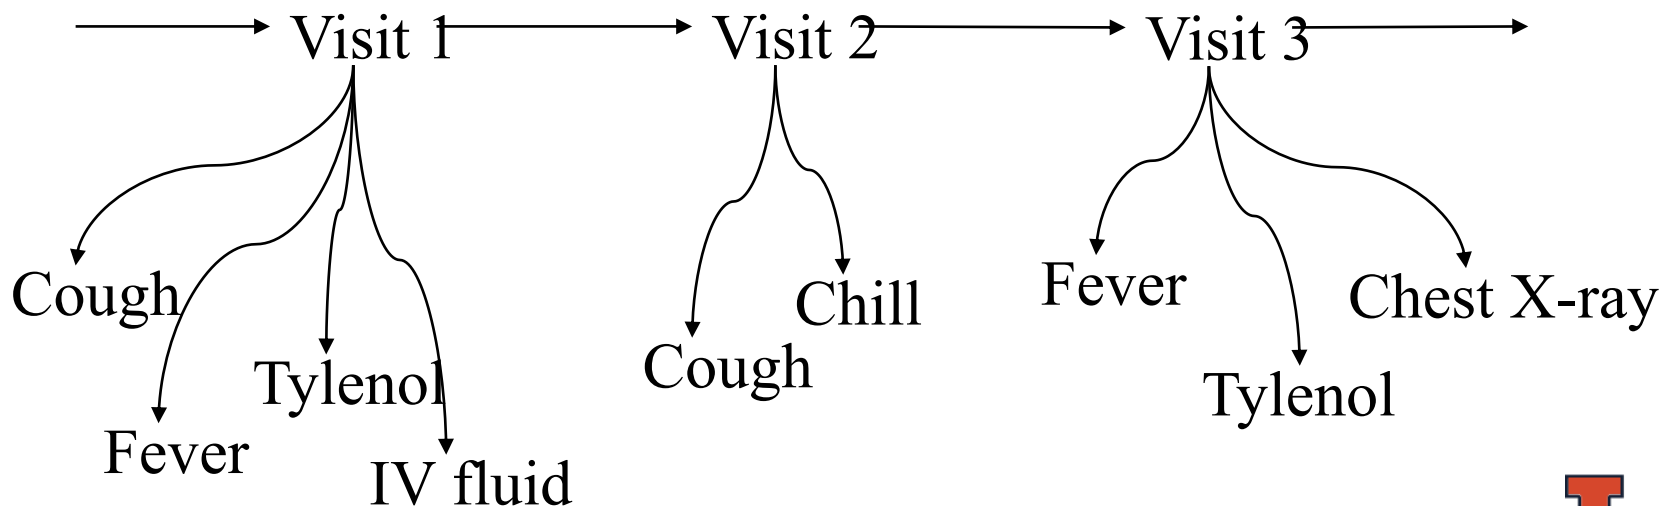 Visit 1
Visit 2
Visit 3
Cough
Fever
Tylenol
IV fluid
Cough
Chill
Fever
Tylenol
Chest X-ray